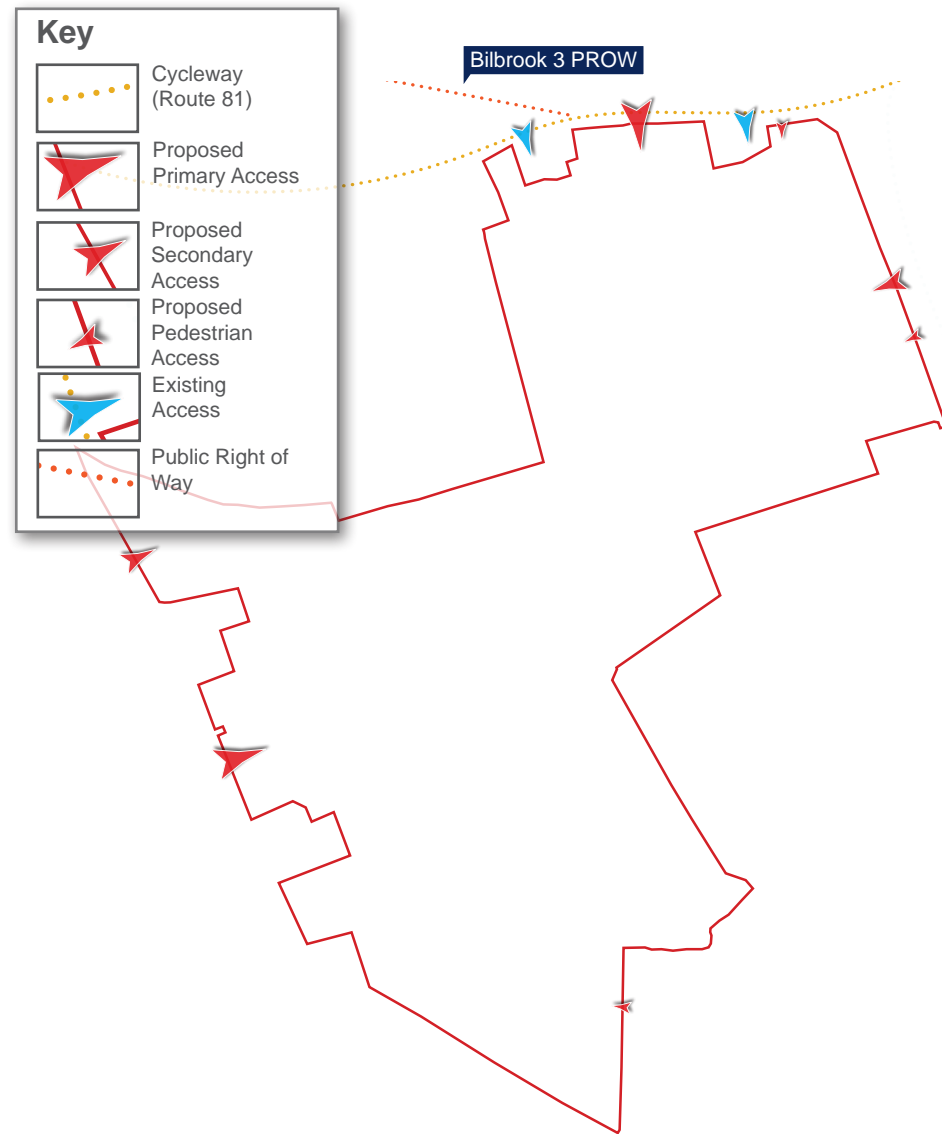 Key
Bilbrook 3 PROW
Cycleway
(Route 81)
Proposed
Primary Access
Proposed
Secondary
Access
Proposed
Pedestrian
Access
Existing
Access
Public Right of
Way